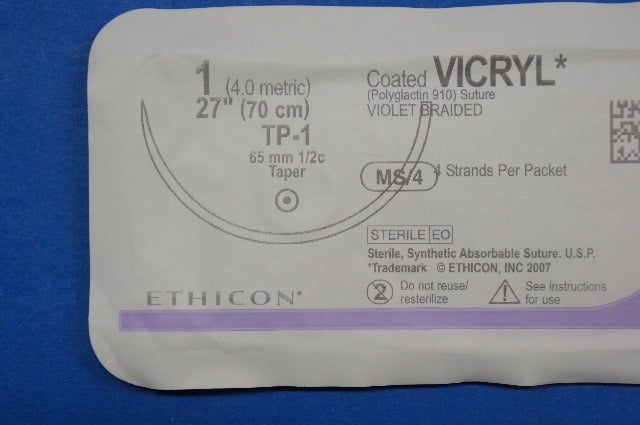 1 (4.0 metric)
27" (70 cm)
TP-1
65 mm 1/2c
Taper
Coated VICRYL*
(Polyglactin 910) Suture
VIOLET BRAIDED
MS/4 4 Strands Per Packet
STERILE EO
Sterile, Synthetic Absorbable Suture. U.S.P.
*Trademark © ETHICON, INC 2007
2 Do not reuse/
resterilize
! See instructions
for use
ETHICON*